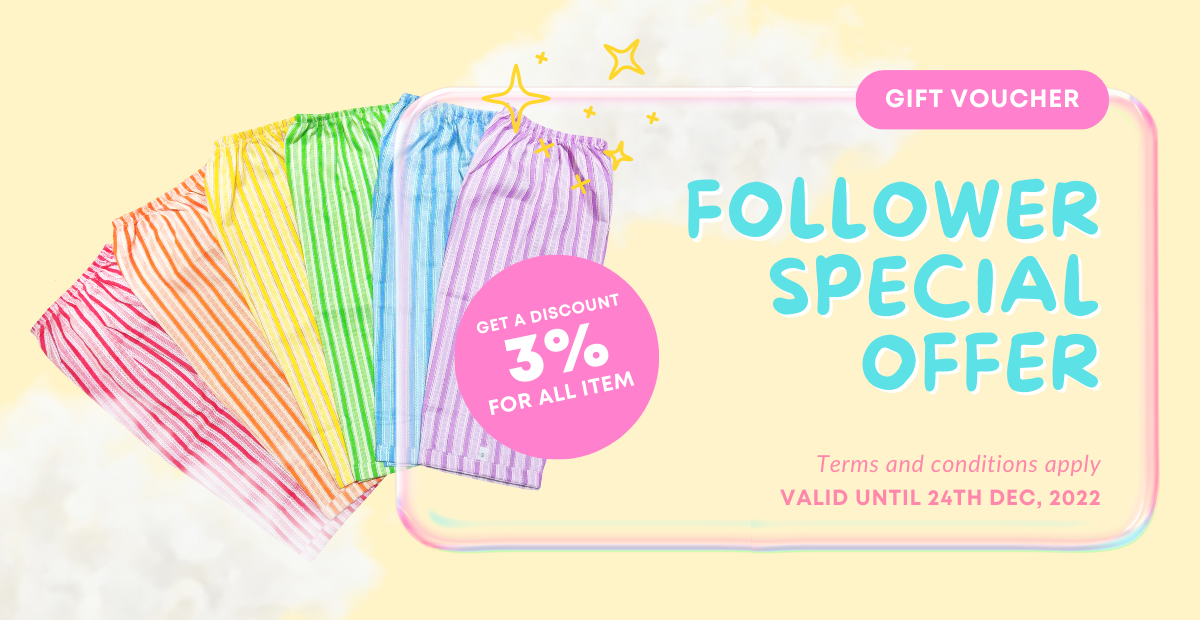 GIFT VOUCHER
FOLLOWER
SPECIAL
OFFER
GET A DISCOUNT
3%
FOR ALL ITEM
Terms and conditions apply
VALID UNTIL 24TH DEC, 2022